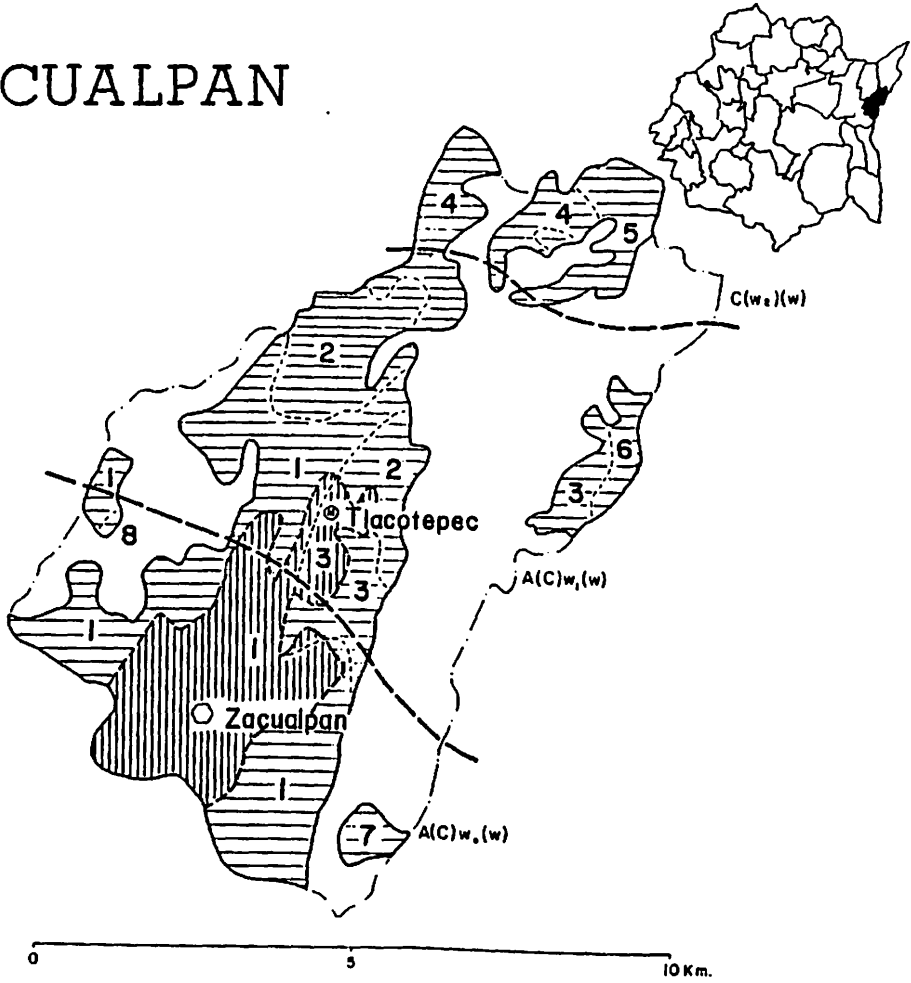 CUALPAN
4
4
5
C(w₂)(w)
2
6
1
1
2
3
Tlacotepec
8
3
3
A(C)w₁(w)
1
1
Zacualpan
1
7
A(C)w₀(w)
0 5 10 Km.